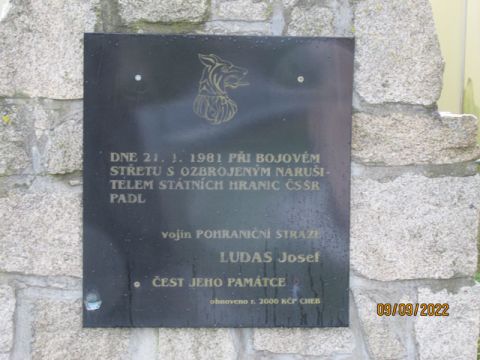 DNE 21. 1. 1981 PŘI BOJOVÉM
STŘETU S OZBROJENÝM NARUŠI-
TELEM STÁTNÍCH HRANIC ČSSR
PADL
vojín POHRANIČNÍ STRÁŽE
LUDAS Josef
ČEST JEHO PAMÁTCE
obnoveno r. 2000 KČP CHEB
09/09/2022